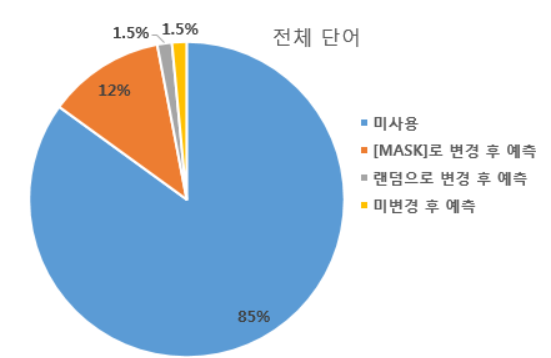 전체 단어
1.5%
1.5%
12%
85%
미사용
[MASK]로 변경 후 예측
랜덤으로 변경 후 예측
미변경 후 예측